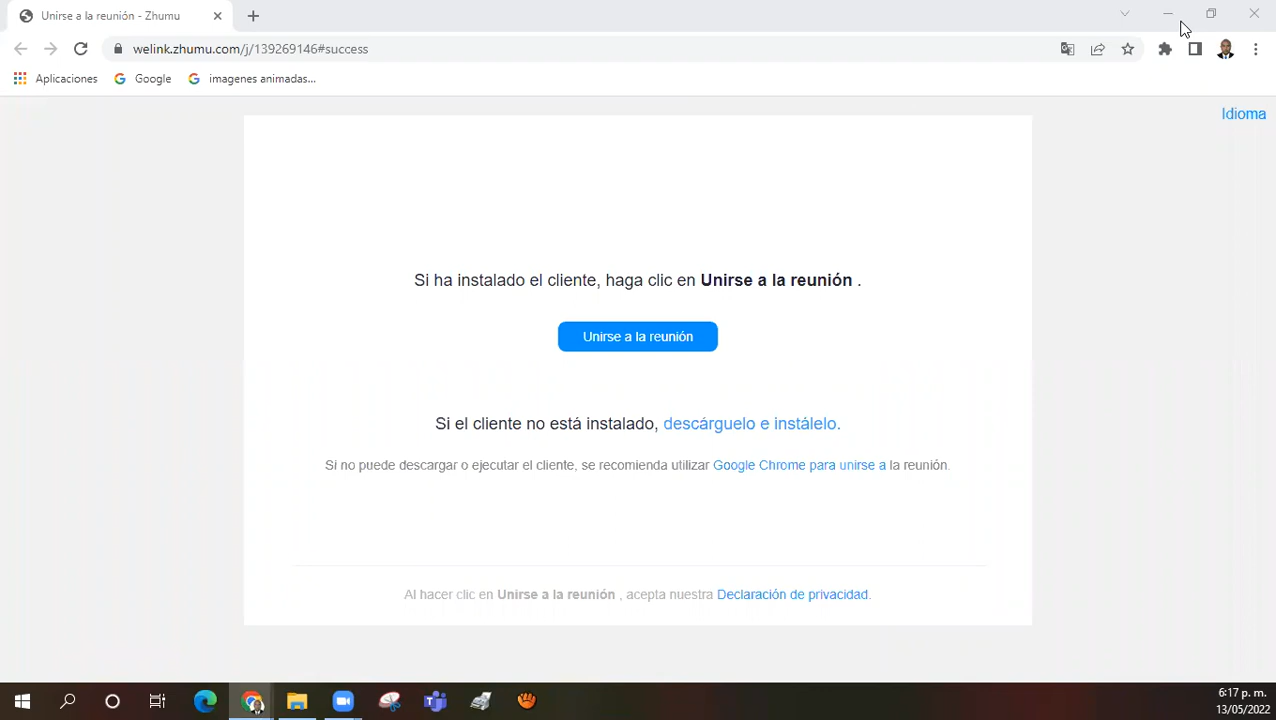 Unirse a la reunión - Zhumu
welink.zhumu.com/j/139269146#success
Aplicaciones Google imagenes animadas...
Idioma
Si ha instalado el cliente, haga clic en Unirse a la reunión .
Unirse a la reunión
Si el cliente no está instalado, descárguelo e instálelo.
Si no puede descargar o ejecutar el cliente, se recomienda utilizar Google Chrome para unirse a la reunión.
Al hacer clic en Unirse a la reunión , acepta nuestra Declaración de privacidad.
6:17 p. m.
13/05/2022